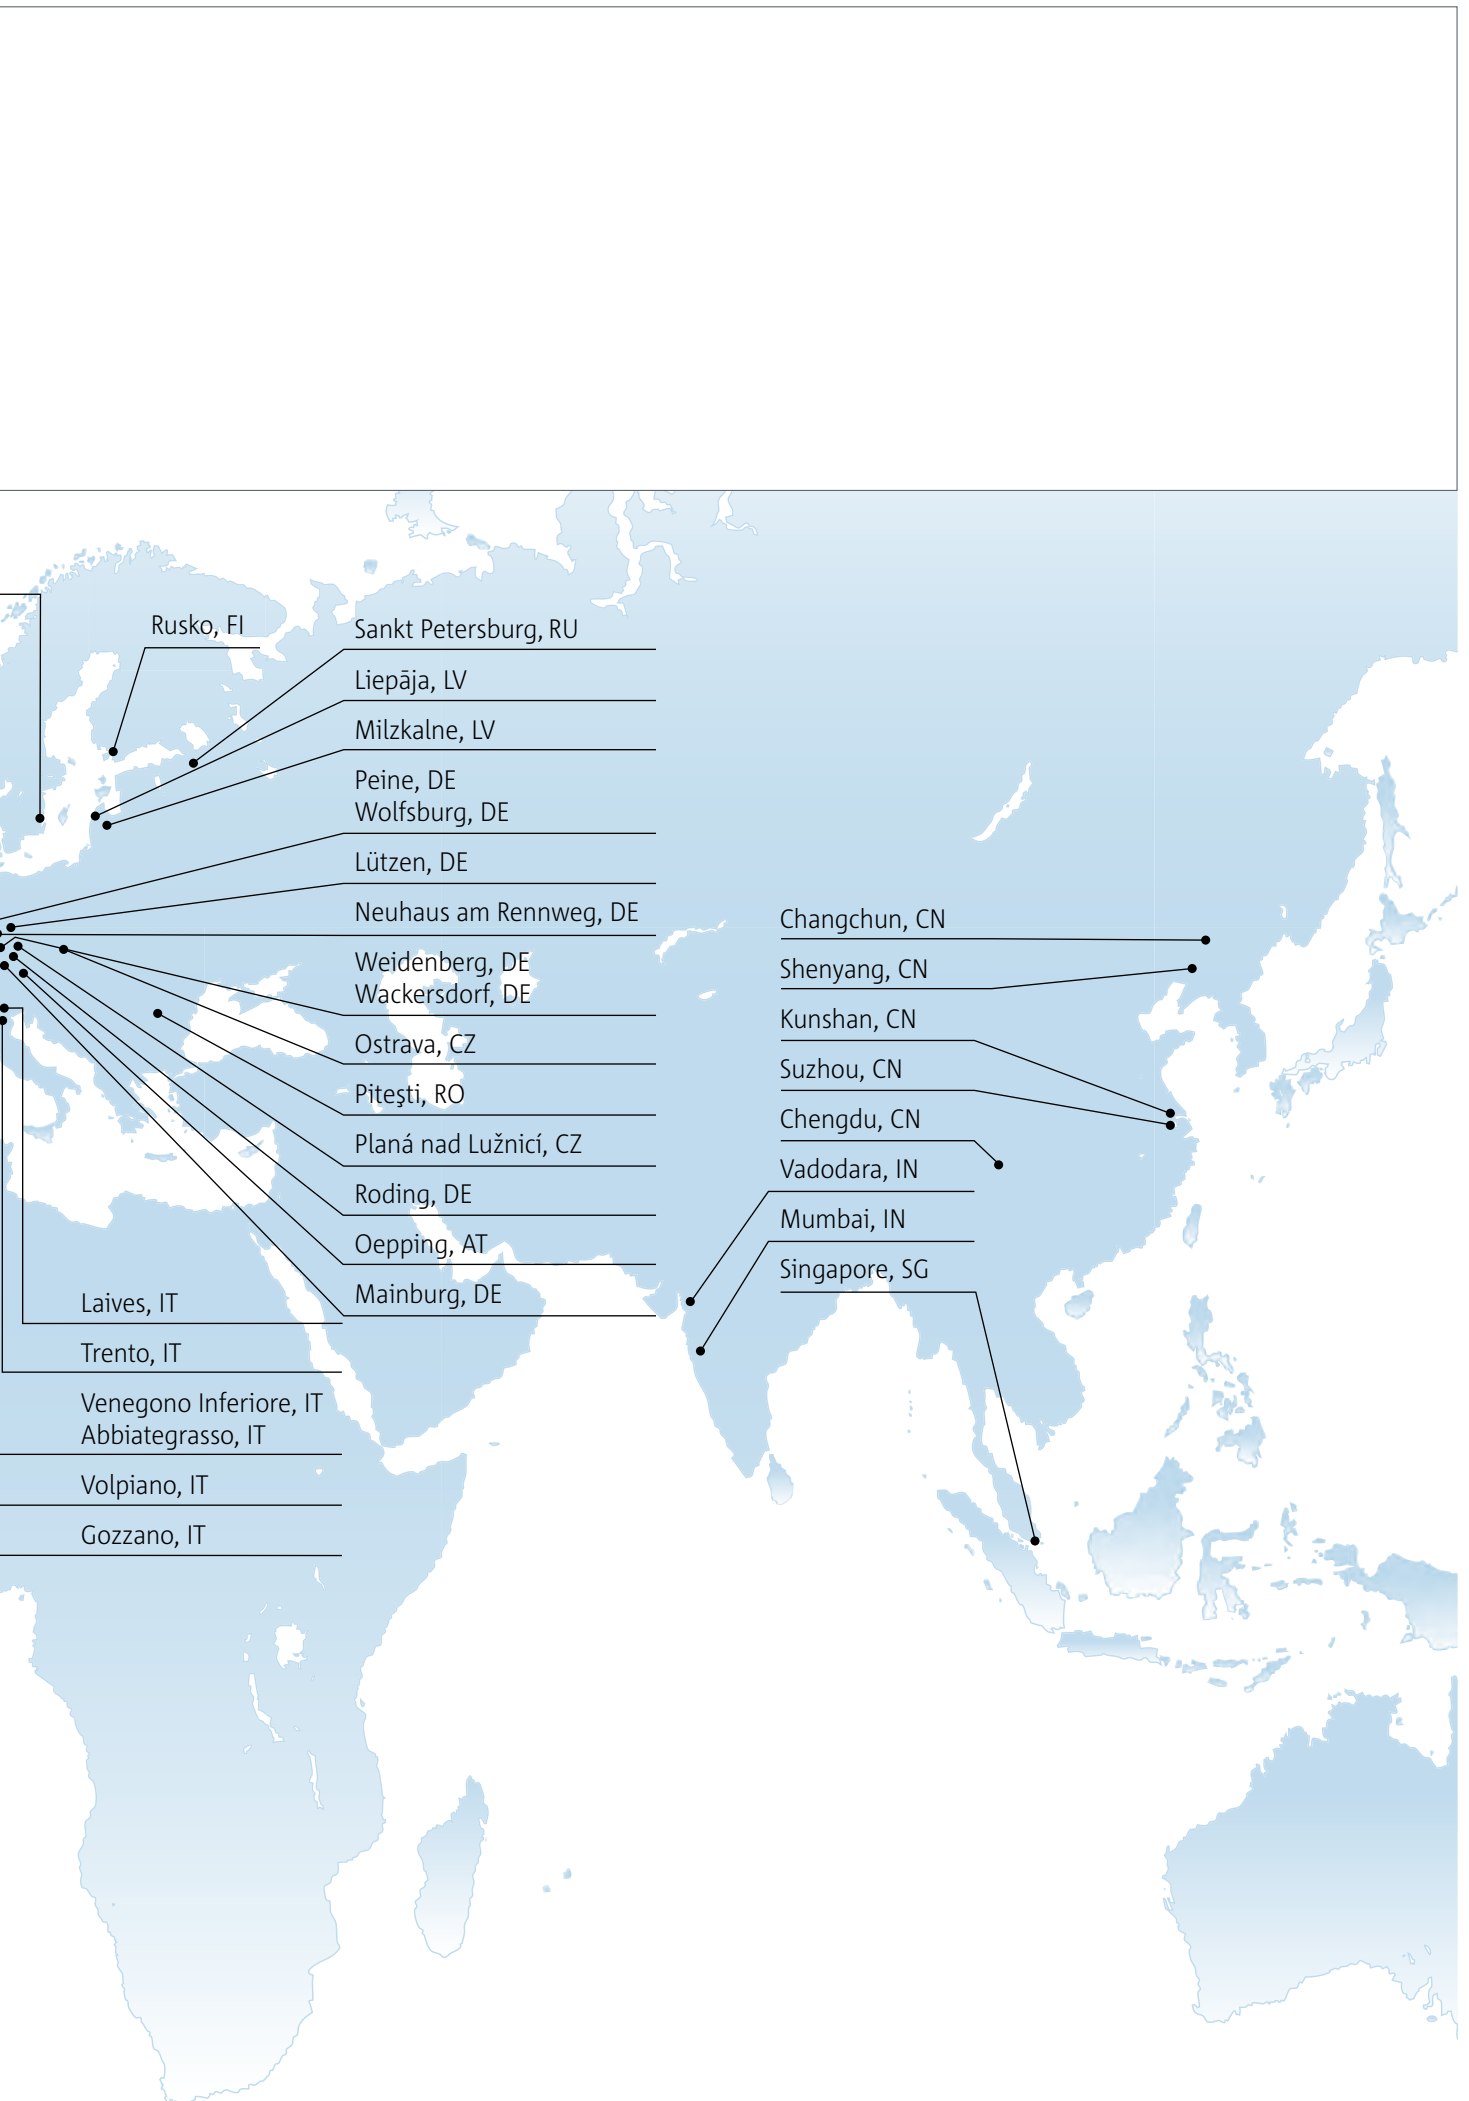 Rusko, FI
Sankt Petersburg, RU
Liepāja, LV
Milzkalne, LV
Peine, DE
Wolfsburg, DE
Lützen, DE
Neuhaus am Rennweg, DE
Weidenberg, DE
Wackersdorf, DE
Ostrava, CZ
Piteşti, RO
Planá nad Lužnicí, CZ
Roding, DE
Oepping, AT
Mainburg, DE
Laives, IT
Trento, IT
Venegono Inferiore, IT
Abbiategrasso, IT
Volpiano, IT
Gozzano, IT
Changchun, CN
Shenyang, CN
Kunshan, CN
Suzhou, CN
Chengdu, CN
Vadodara, IN
Mumbai, IN
Singapore, SG